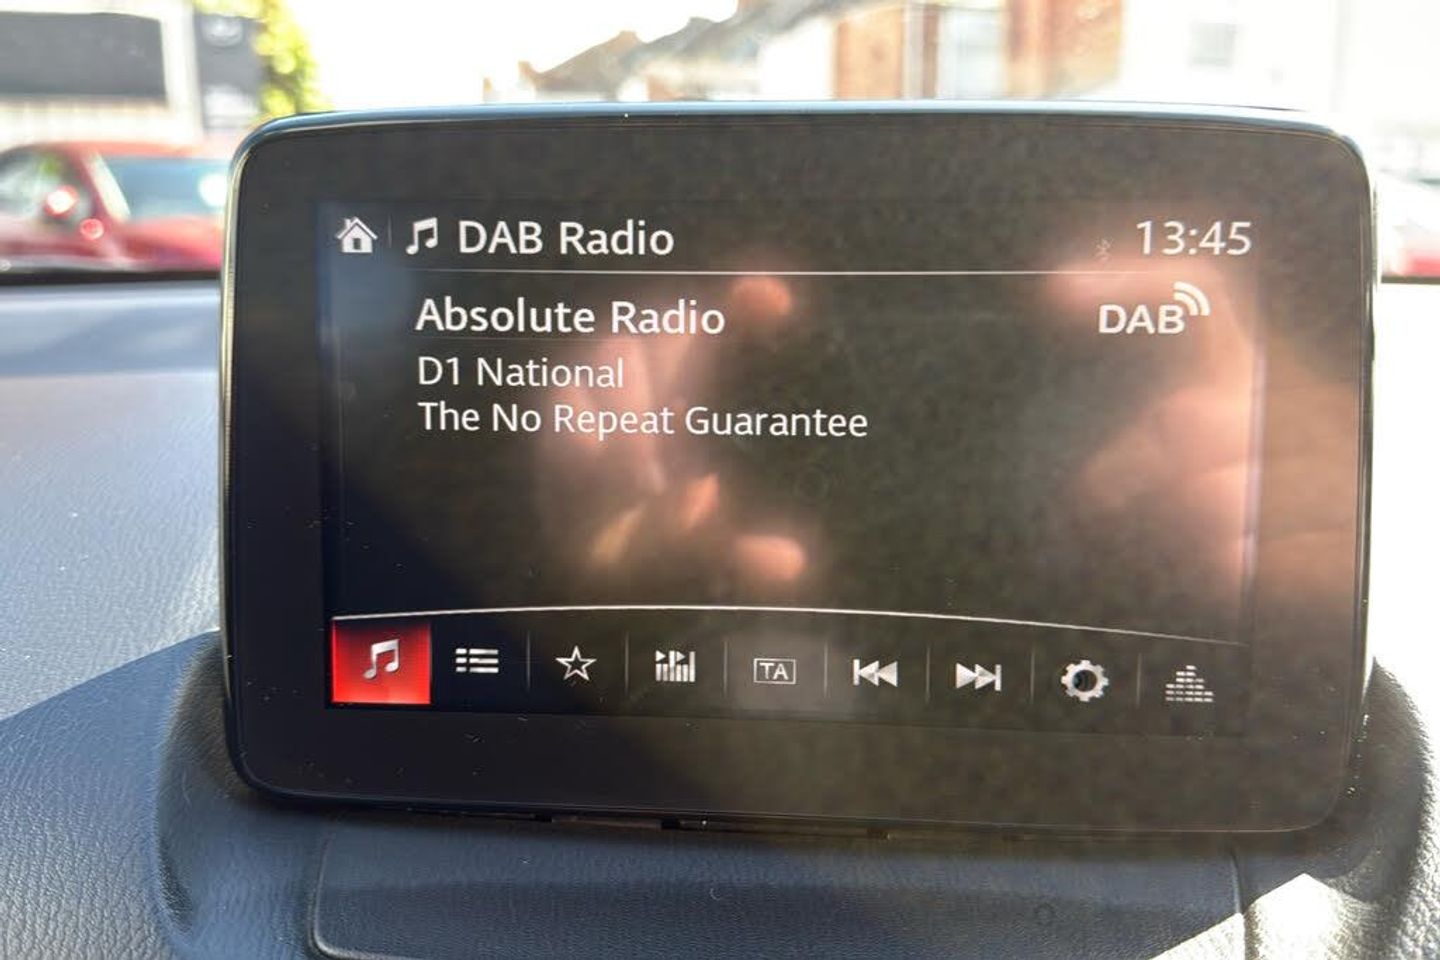 DAB Radio
13:45
Absolute Radio
DAB
D1 National
The No Repeat Guarantee
TA